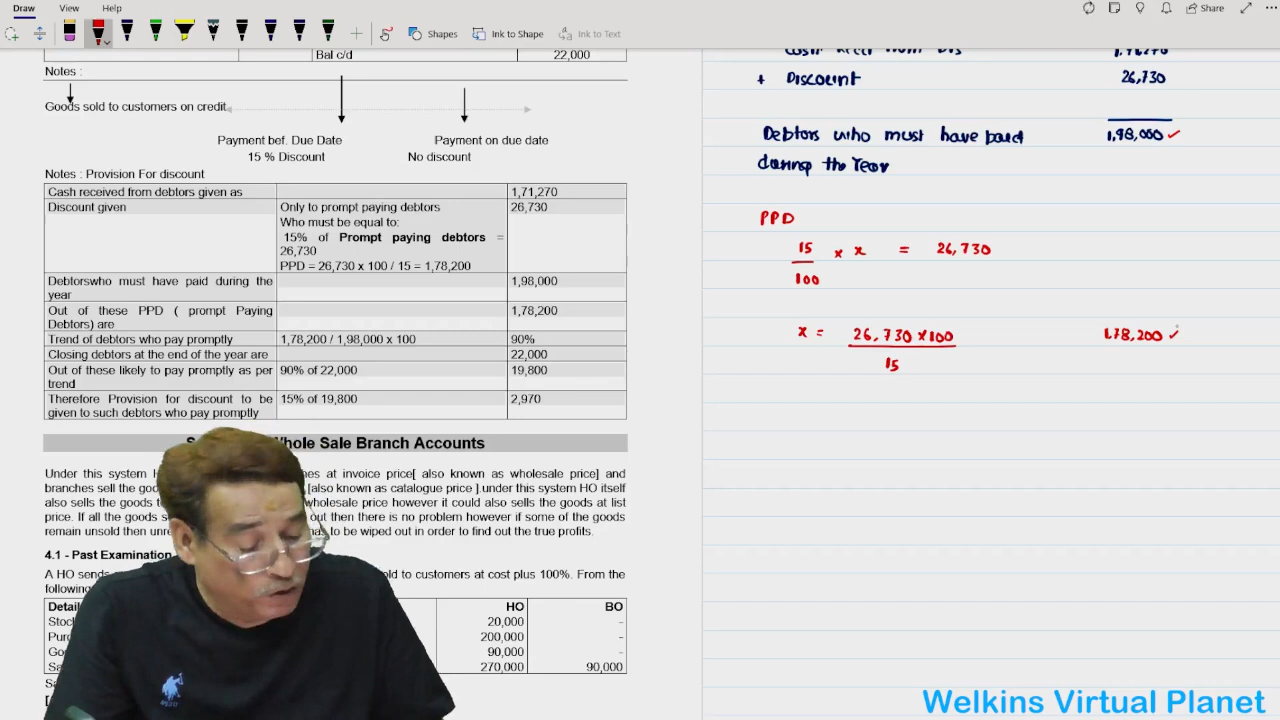 Draw View Help Share
Shapes Ink to Shape Ink to Text
Bal c/d 22,000
Notes :
Goods sold to customers on credit
Payment bef. Due Date Payment on due date
15 % Discount No discount
Notes : Provision For discount
Cash received from debtors given as 1,71,270
Discount given Only to prompt paying debtors 26,730
Who must be equal to:
15% of Prompt paying debtors =
26,730
PPD = 26,730 x 100 / 15 = 1,78,200
Debtorswho must have paid during the 1,98,000
year
Out of these PPD ( prompt Paying 1,78,200
Debtors) are
Trend of debtors who pay promptly 1,78,200 / 1,98,000 x 100 90%
Closing debtors at the end of the year are 22,000
Out of these likely to pay promptly as per 90% of 22,000 19,800
trend
Therefore Provision for discount to be 15% of 19,800 2,970
given to such debtors who pay promptly
Whole Sale Branch Accounts
Under this system at invoice price[ also known as wholesale price] and
branches sell the [also known as catalogue price ] under this system HO itself
also sells the goods wholesale price however it could also sells the goods at list
price. If all the goods out then there is no problem however if some of the goods
remain unsold then to be wiped out in order to find out the true profits.
4.1 - Past Examination
A HO sends to customers at cost plus 100%. From the
following
HO BO
20,000 -
200,000 -
90,000 -
270,000 90,000
+ Discount 26,730
Debtors who must have paid 1,98,000
during the Year
PPD
15 × x = 26,730
100
x = 26,730 × 100 1,78,200
15
Welkins Virtual Planet